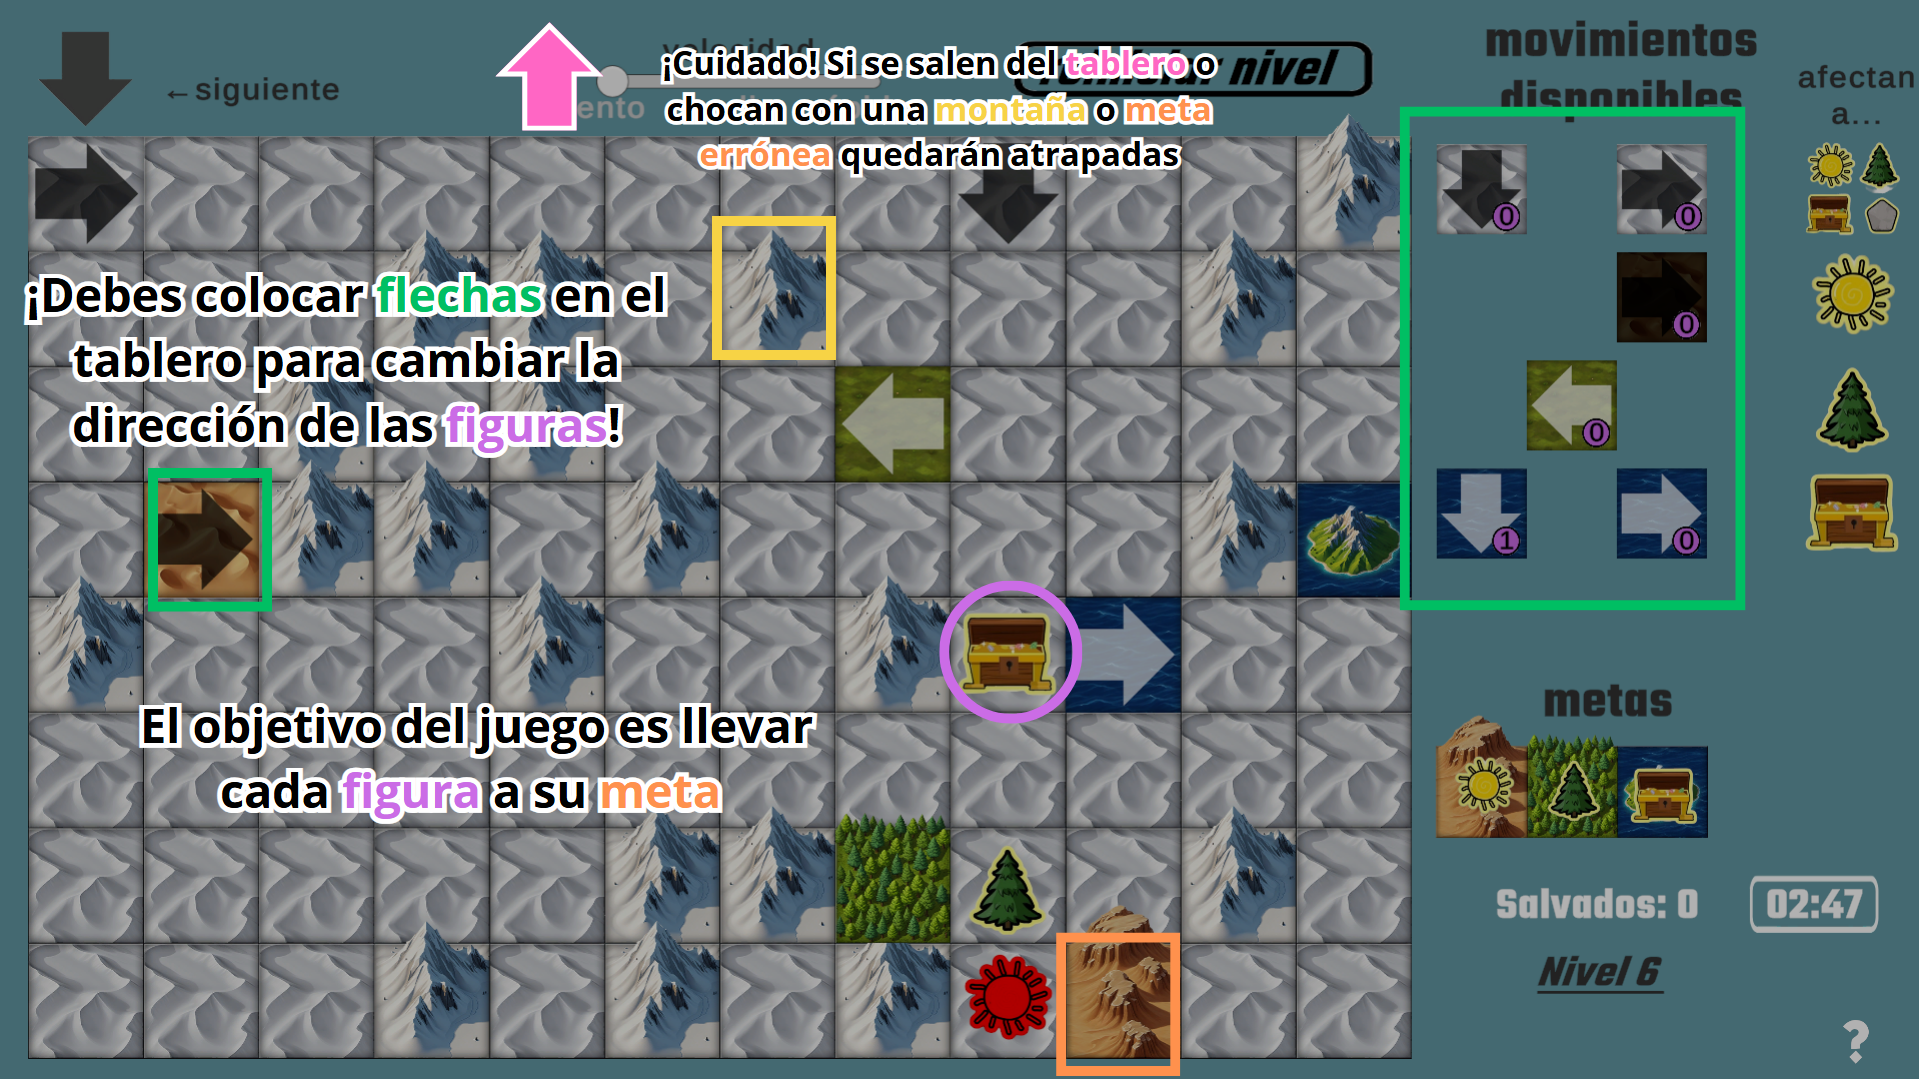 ←siguiente
velocidad
¡Cuidado! Si se salen del tablero o
chocan con una montaña o meta
errónea quedarán atrapadas
nivel
movimientos
disponibles
afectan
a...
0
0
0
0
1
0
¡Debes colocar flechas en el
tablero para cambiar la
dirección de las figuras!
El objetivo del juego es llevar
cada figura a su meta
metas
Salvados: 0
02:47
Nivel 6
?